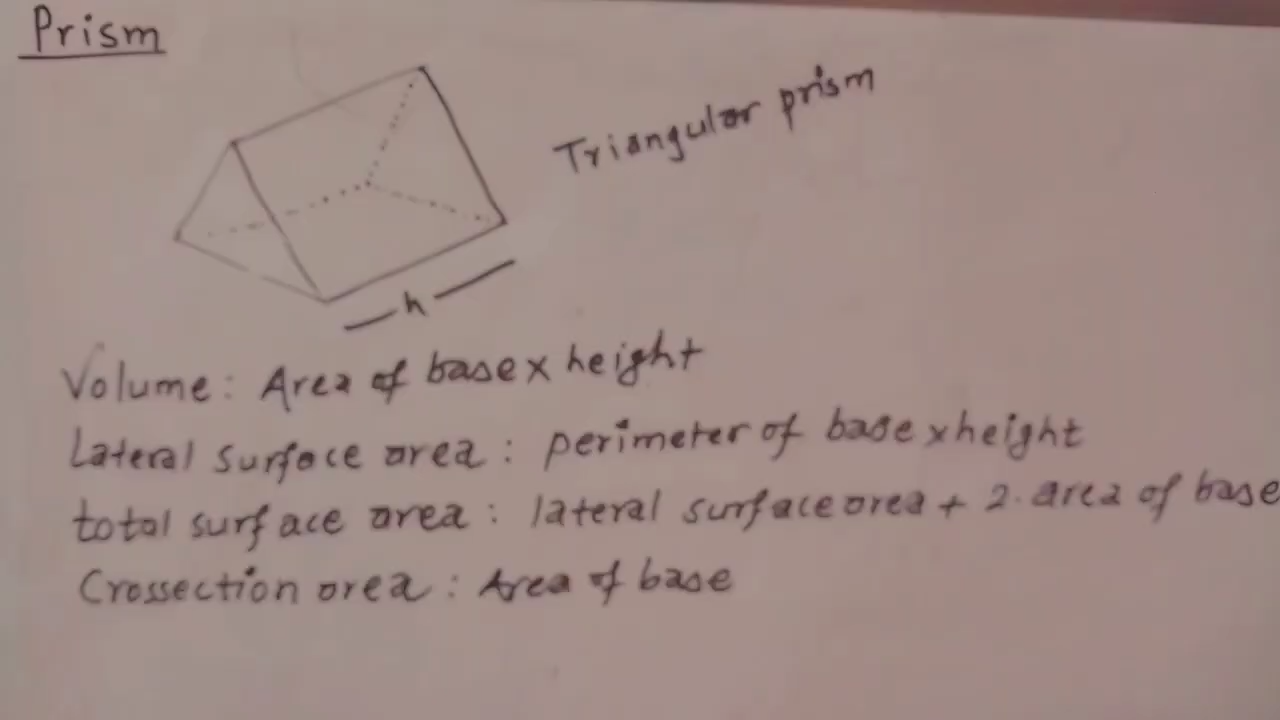 Prism
Triangular prism
h
Volume: Area of base x height
Lateral surface area: perimeter of base x height
total surface area: lateral surface area + 2. area of base
Crossection area: Area of base